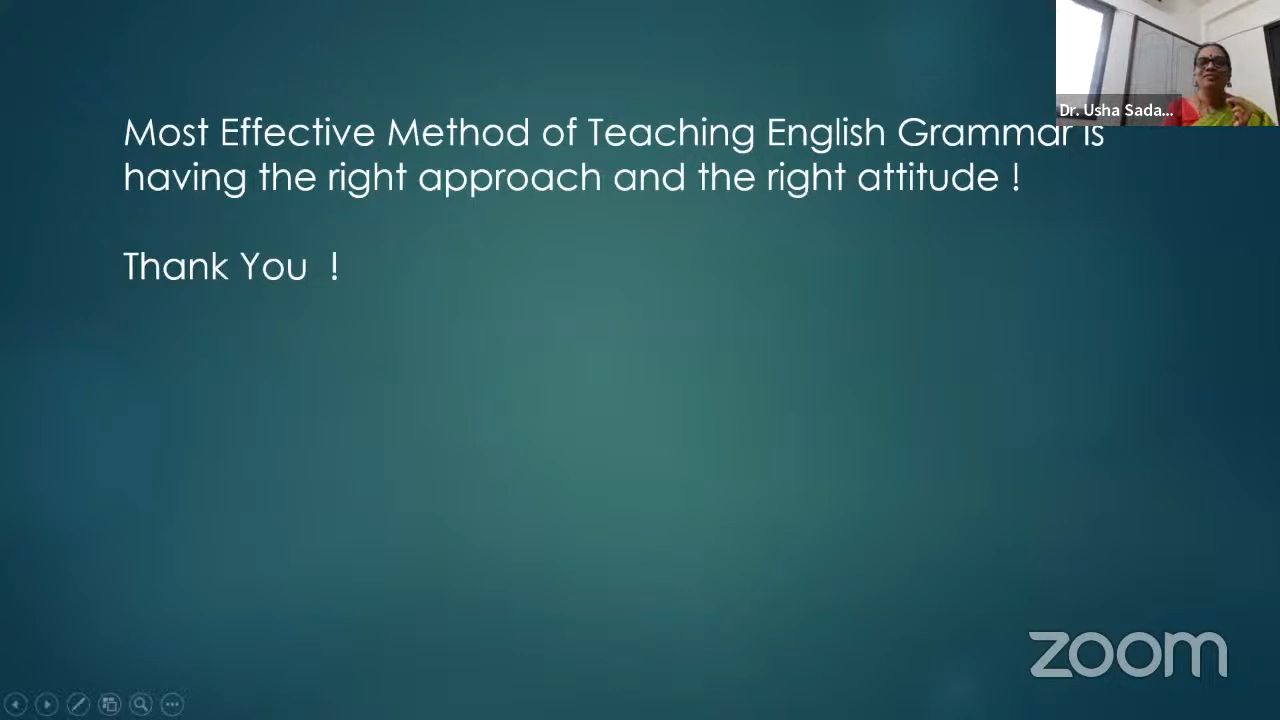 Dr. Usha Sada...
Most Effective Method of Teaching English Grammar is
having the right approach and the right attitude !
Thank You !
zoom